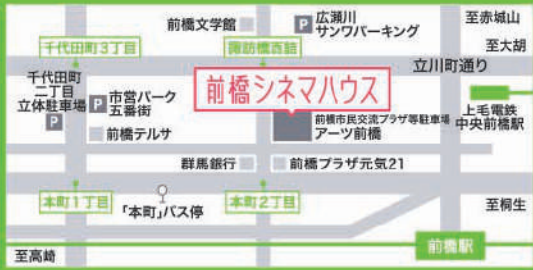 前橋文学館
P
広瀬川
サンワパーキング
至赤城山
千代田町3丁目
諏訪橋西詰
至大胡
立川町通り
千代田町
二丁目
立体駐車場
P
P
市営パーク
五番街
前橋シネマハウス
前橋テルサ
前橋市民交流プラザ等駐車場
アーツ前橋
上毛電鉄
中央前橋駅
群馬銀行
前橋プラザ元気21
本町1丁目
「本町」バス停
本町2丁目
至桐生
前橋駅
至高崎